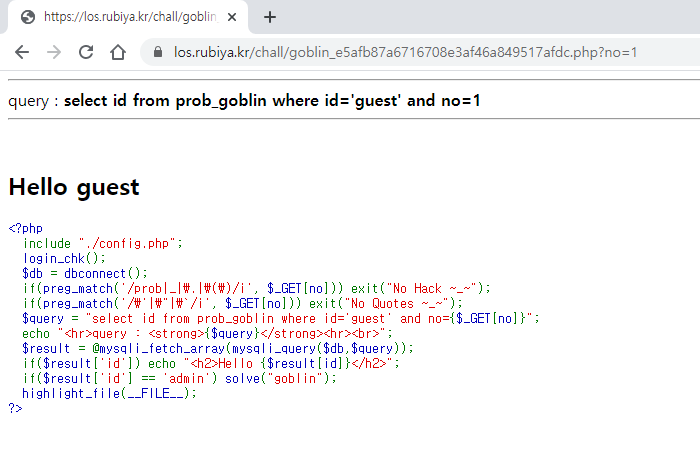 https://los.rubiya.kr/chall/goblin
los.rubiya.kr/chall/goblin_e5afb87a6716708e3af46a849517afdc.php?no=1
query : select id from prob_goblin where id='guest' and no=1
Hello guest
<?php
  include "./config.php";
  login_chk();
  $db = dbconnect();
  if(preg_match('/prob|_|₩.|₩(₩)/i', $_GET[no])) exit("No Hack ~_~");
  if(preg_match('/₩'|₩"|₩`/i', $_GET[no])) exit("No Quotes ~_~");
  $query = "select id from prob_goblin where id='guest' and no={$_GET[no]}";
  echo "<hr>query : <strong>{$query}</strong><hr><br>";
  $result = @mysqli_fetch_array(mysqli_query($db,$query));
  if($result['id']) echo "<h2>Hello {$result[id]}</h2>";
  if($result['id'] == 'admin') solve("goblin");
  highlight_file(__FILE__);
?>